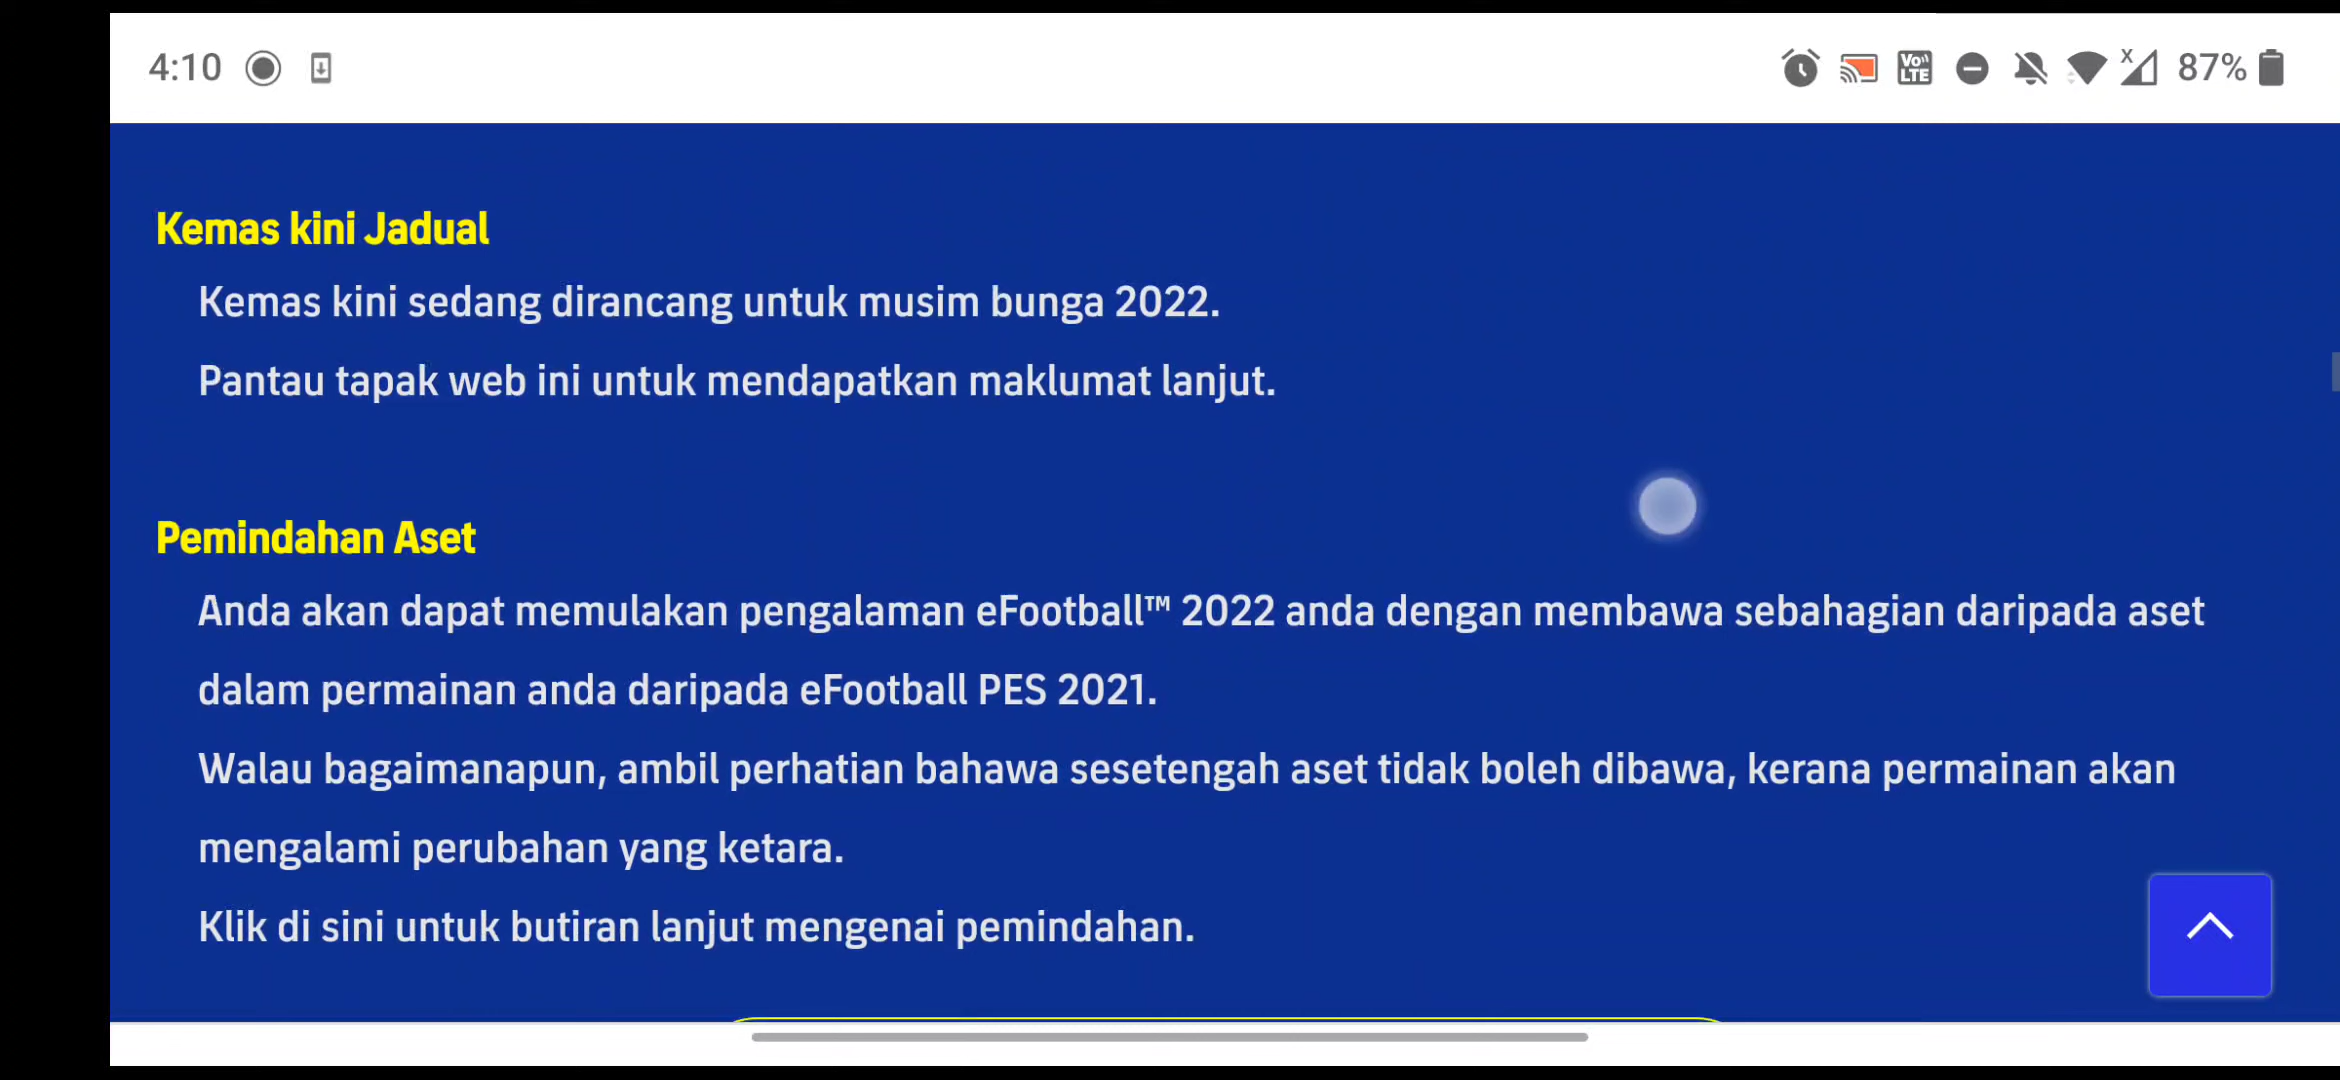 4:10
Vo)) LTE
x
87%
Kemas kini Jadual
Kemas kini sedang dirancang untuk musim bunga 2022.
Pantau tapak web ini untuk mendapatkan maklumat lanjut.
Pemindahan Aset
Anda akan dapat memulakan pengalaman eFootball™ 2022 anda dengan membawa sebahagian daripada aset
dalam permainan anda daripada eFootball PES 2021.
Walau bagaimanapun, ambil perhatian bahawa sesetengah aset tidak boleh dibawa, kerana permainan akan
mengalami perubahan yang ketara.
Klik di sini untuk butiran lanjut mengenai pemindahan.